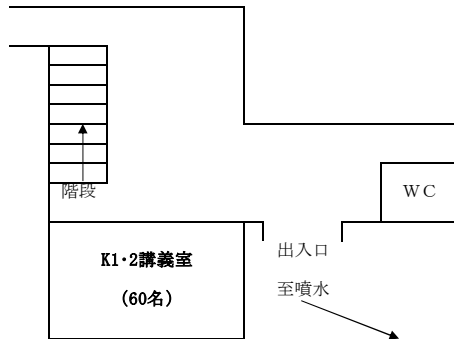 階段
ＷＣ
K1・2講義室
（60名）
出入口
至噴水